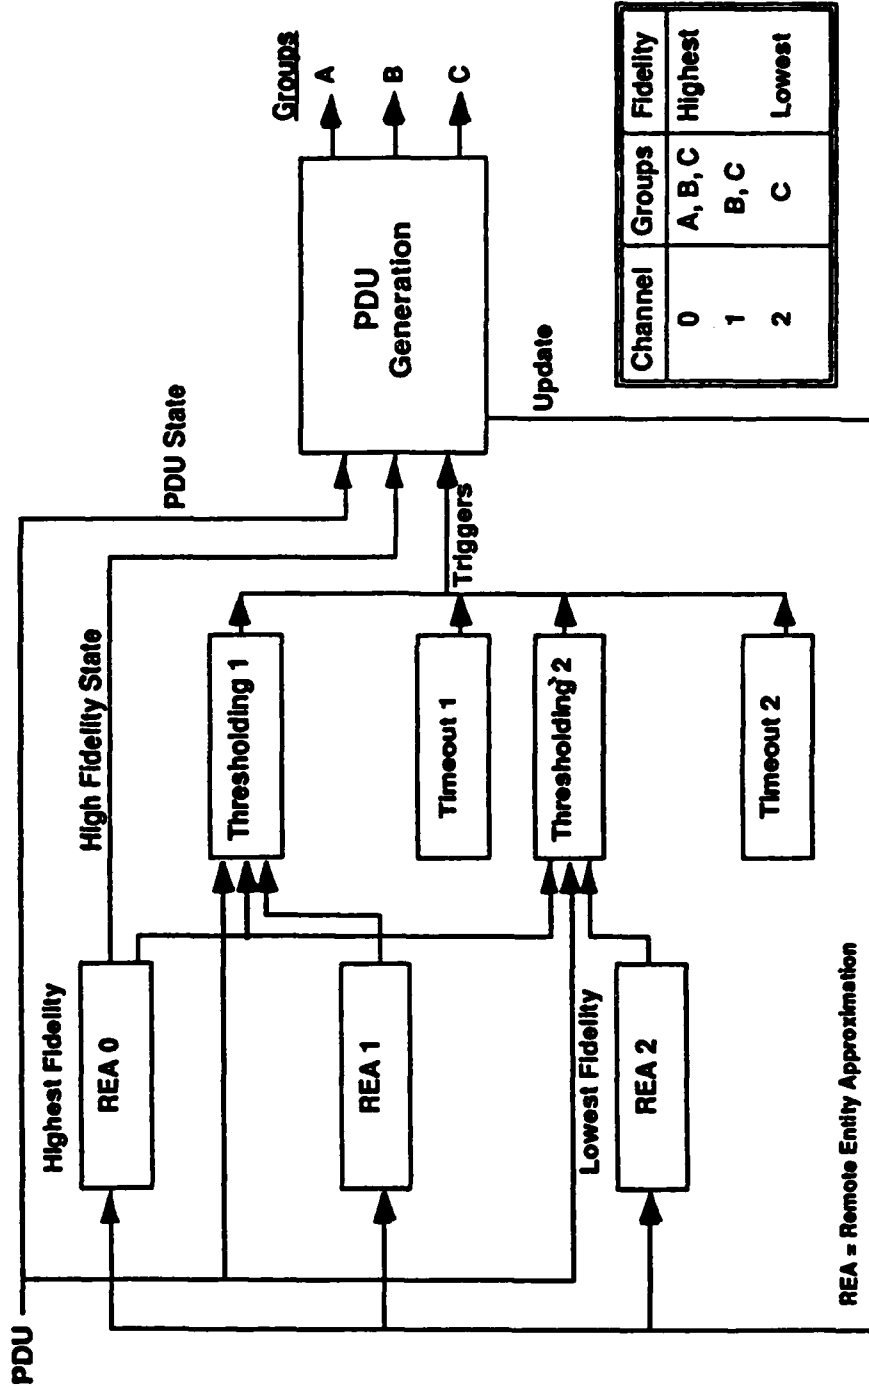 PDU
PDU State
High Fidelity State
Highest Fidelity
REA 0
REA 1
Lowest Fidelity
REA 2
Thresholding 1
Timeout 1
Thresholding 2
Timeout 2
Triggers
PDU
Generation
Update
Groups
A
B
C
Channel Groups Fidelity
0 A, B, C Highest
1 B, C
2 C Lowest
REA = Remote Entity Approximation